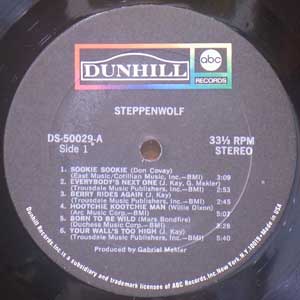 DUNHILL
abc
RECORDS
STEPPENWOLF
DS-50029-A
Side 1
33⅓ RPM
STEREO
1. SOOKIE SOOKIE (Don Covay)
(East Music/Cotillian Music, Inc.—BMI) 3:09
2. EVERYBODY'S NEXT ONE (J. Kay, G. Mekler)
(Trousdale Music Publishers, Inc.—BMI) 2:53
3. BERRY RIDES AGAIN (J. Kay)
(Trousdale Music Publishers, Inc.—BMI) 2:45
4. HOOTCHIE KOOTCHIE MAN (Willie Dixon)
(Arc Music Corp.—BMI) 5:07
5. BORN TO BE WILD (Mars Bondfire)
(Duchess Music Corp.—BMI) 3:28
6. YOUR WALL'S TOO HIGH (J. Kay)
(Trousdale Music Publishers, Inc.—BMI) 5:40
Produced by Gabriel Mekler
Dunhill Records, Inc. is a subsidiary and trademark licensee of ABC Records, Inc., New York, N.Y. 10019 • Made in USA